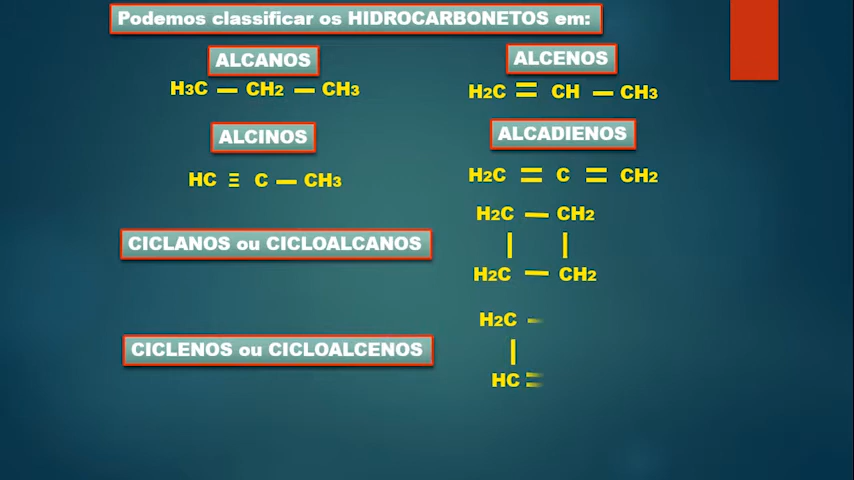 Podemos classificar os HIDROCARBONETOS em:
ALCANOS
H3C — CH2 — CH3
ALCENOS
H2C = CH — CH3
ALCINOS
HC ≡ C — CH3
ALCADIENOS
H2C = C = CH2
CICLANOS ou CICLOALCANOS
H2C — CH2
| |
H2C — CH2
CICLENOS ou CICLOALCENOS
H2C -
|
HC =